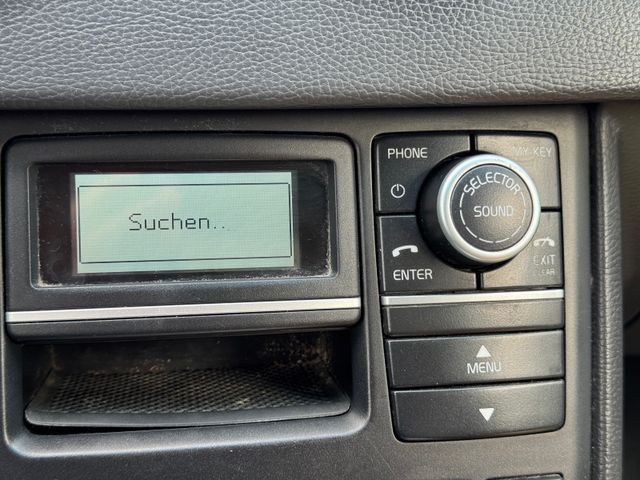 Suchen..
PHONE
MY-KEY
SELECTOR
SOUND
ENTER
EXIT
CLEAR
MENU